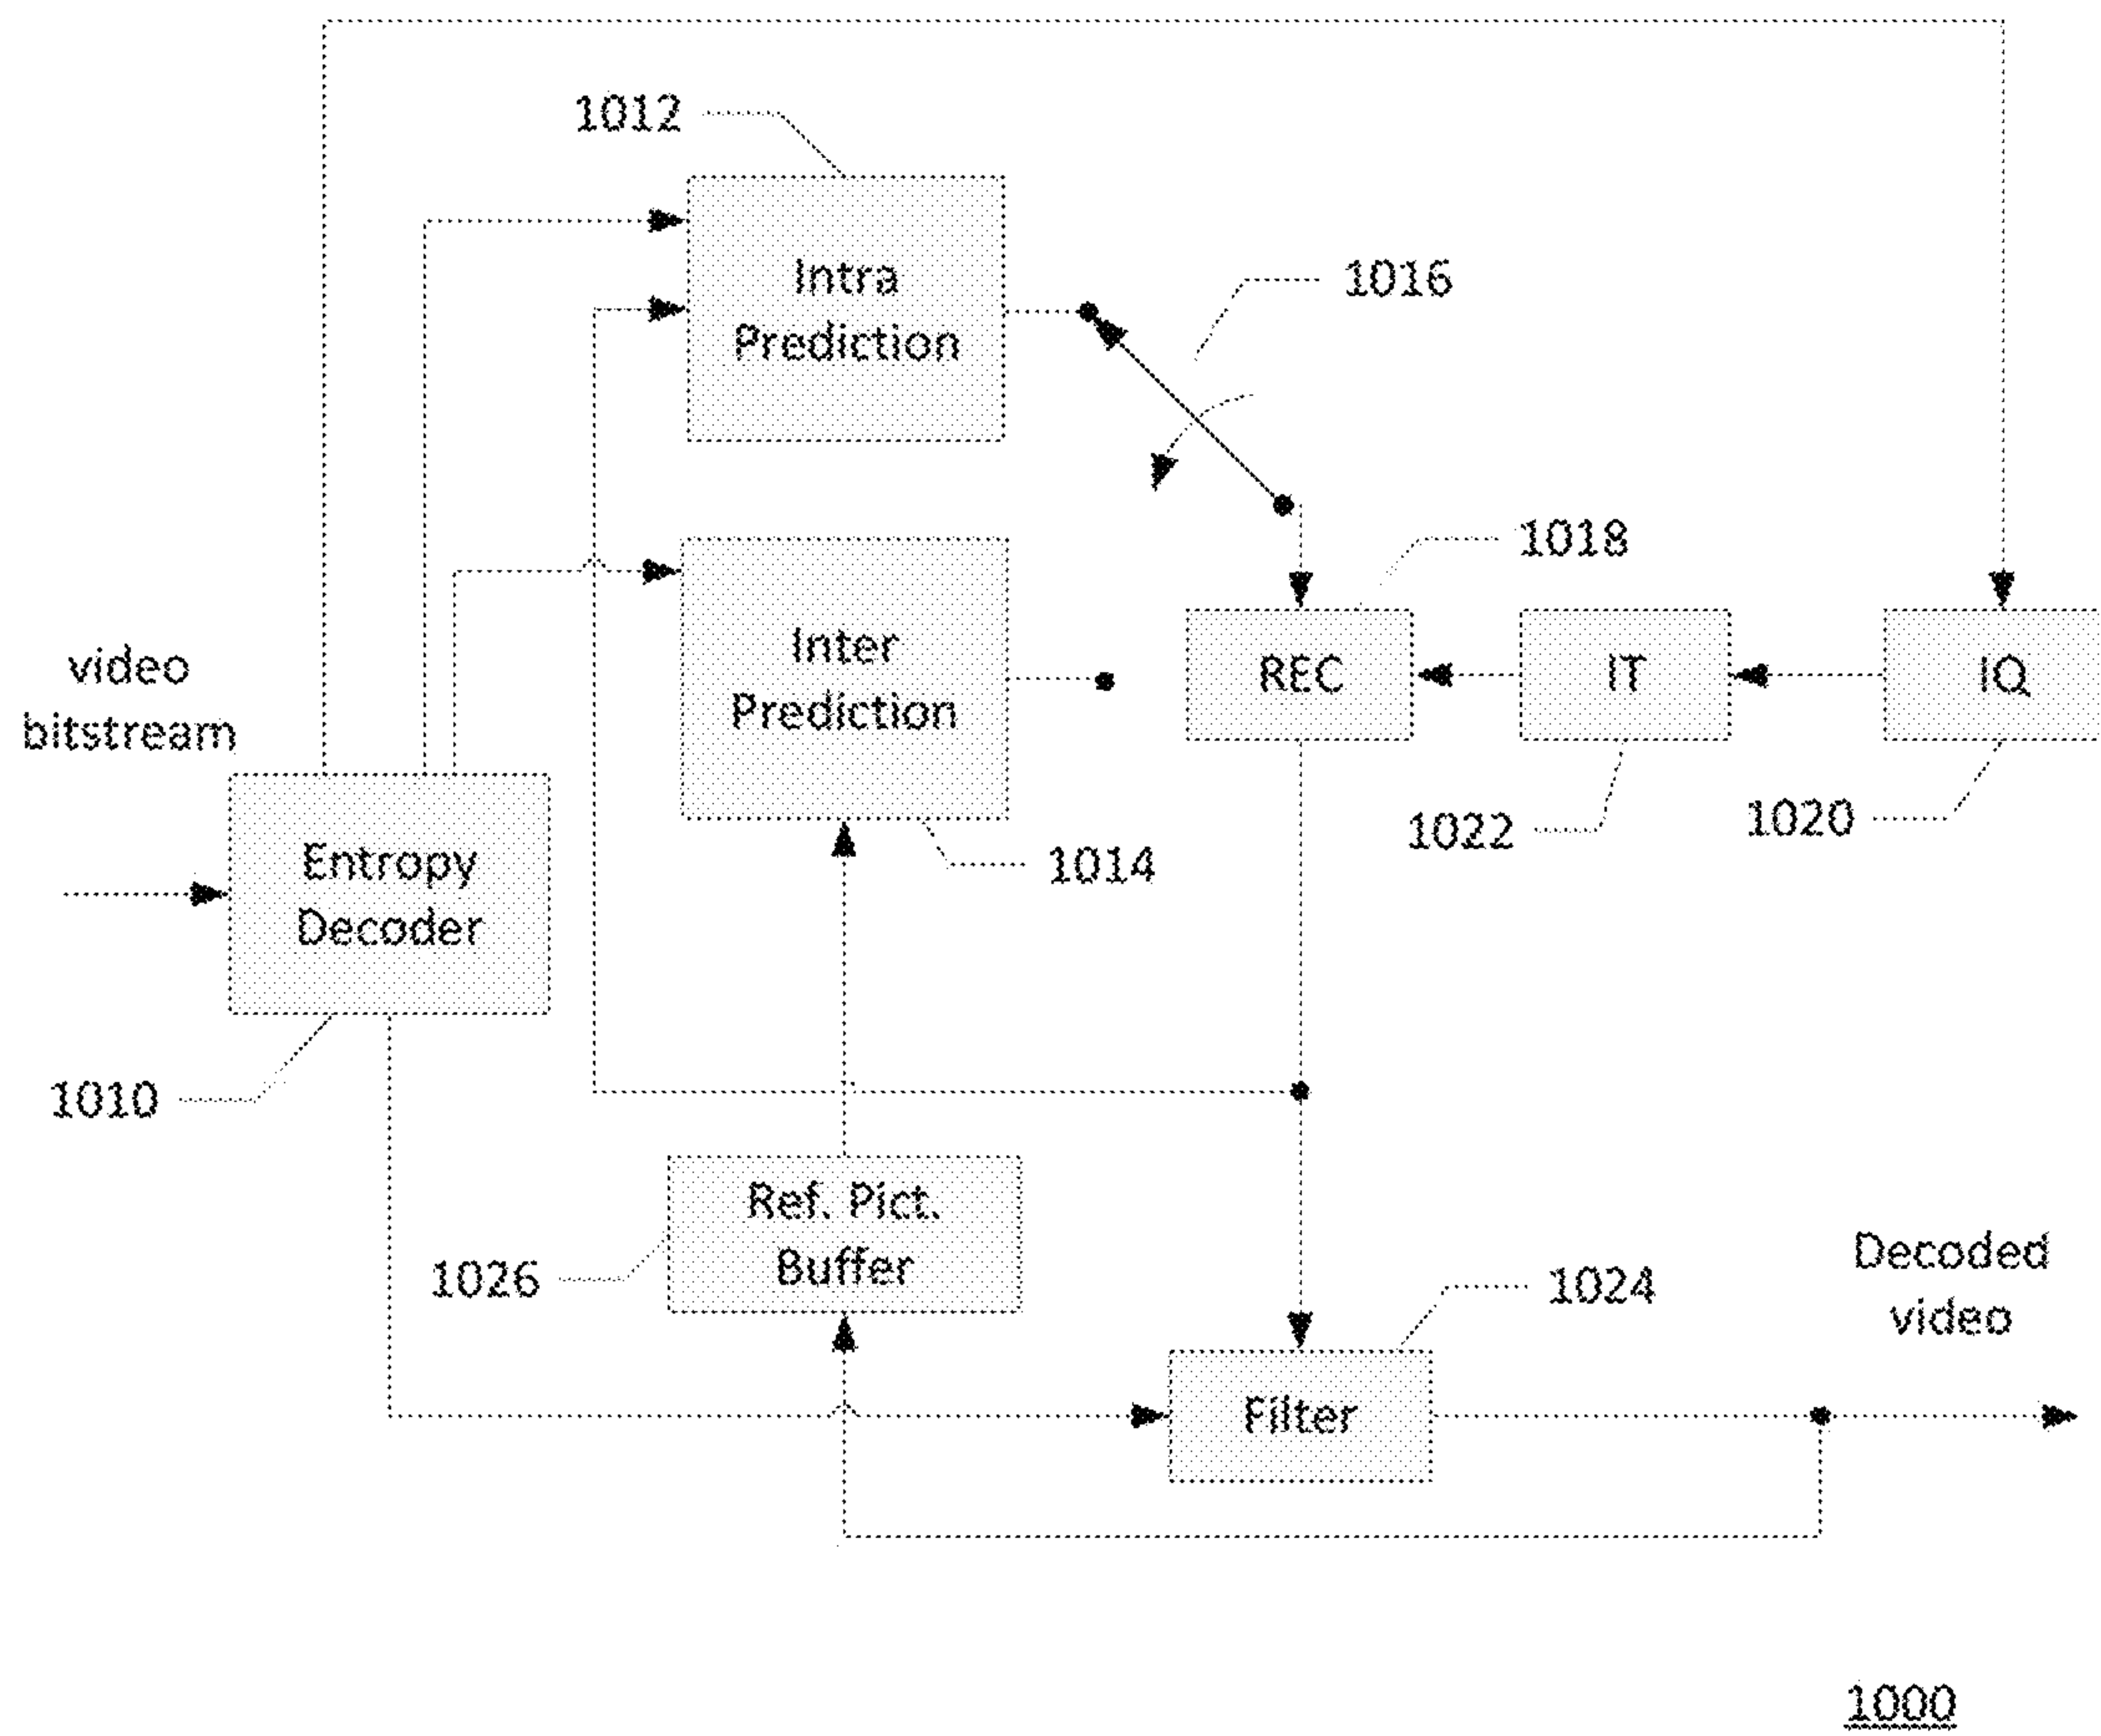 1012
Intra
Prediction
1016
1018
Inter
Prediction
REC
IT
IQ
video
bitstream
1022
1020
1014
Entropy
Decoder
1010
Ref. Pict.
Buffer
1026
1024
Decoded
video
Filter
1000